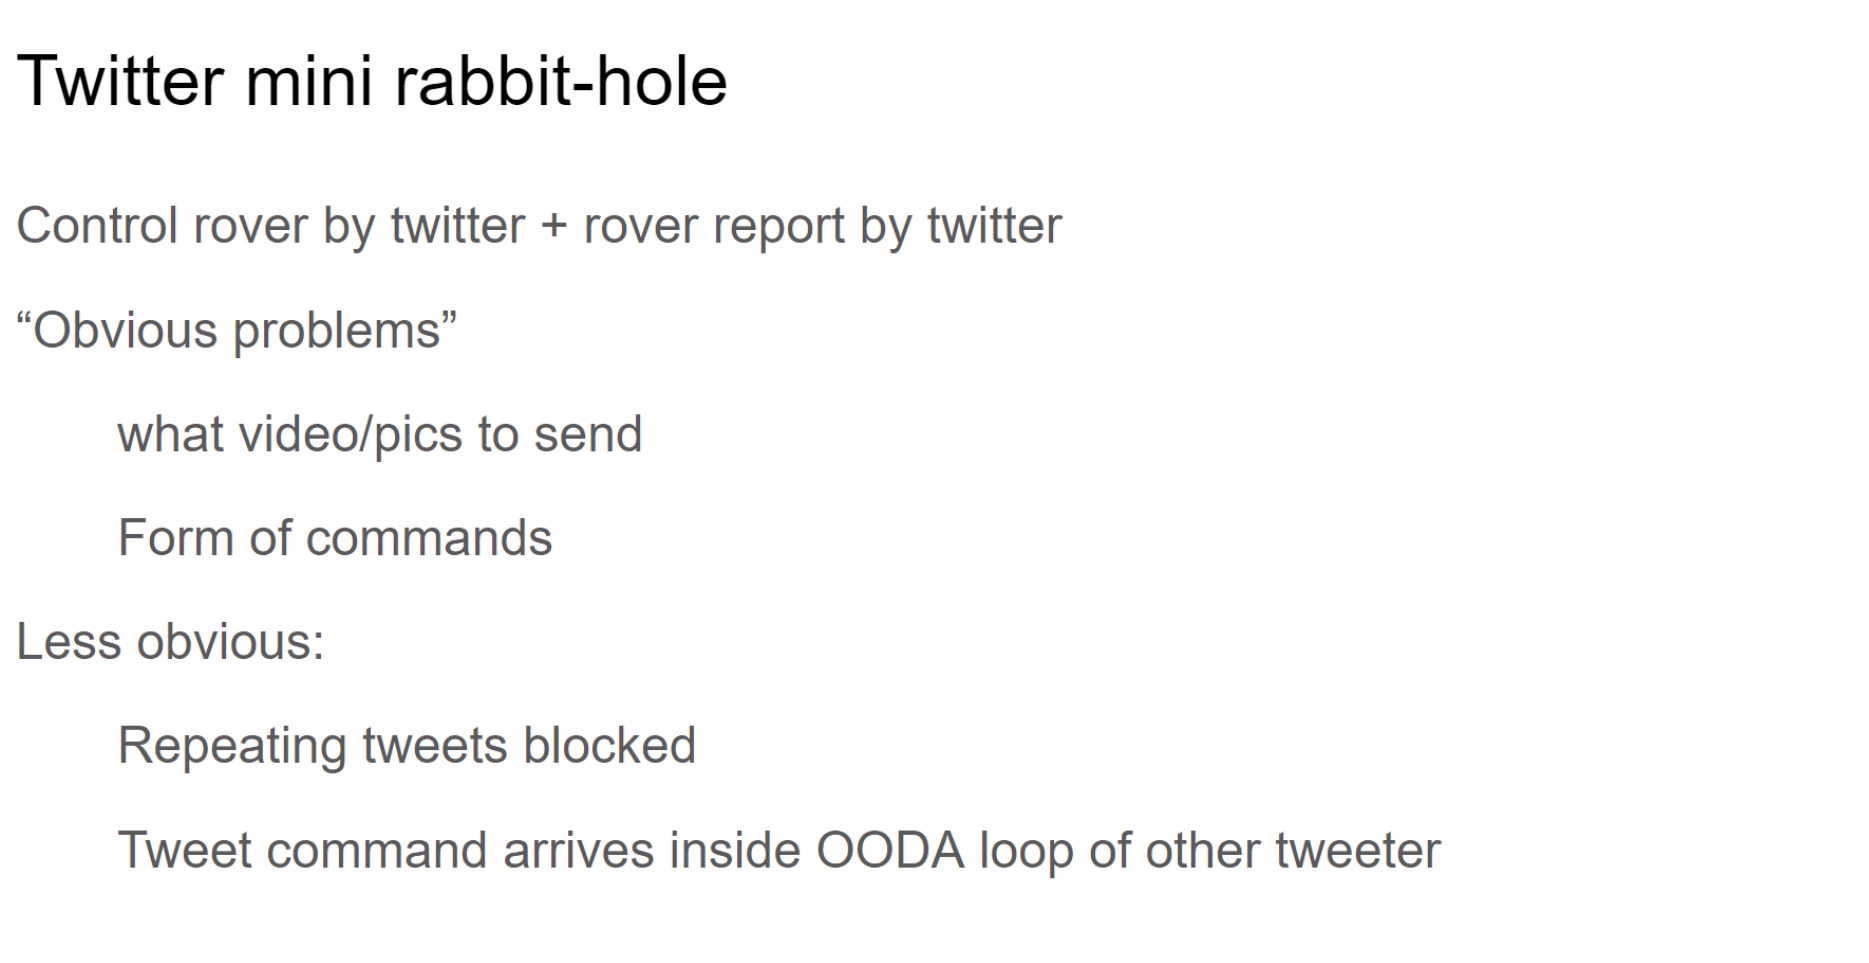 Twitter mini rabbit-hole
Control rover by twitter + rover report by twitter
“Obvious problems”
what video/pics to send
Form of commands
Less obvious:
Repeating tweets blocked
Tweet command arrives inside OODA loop of other tweeter